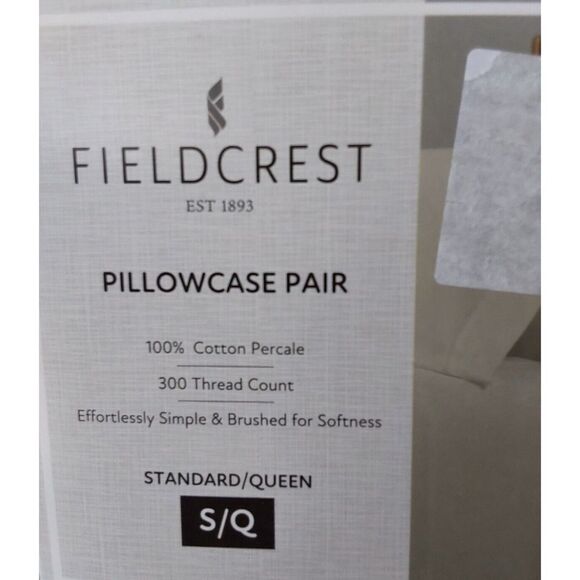 FIELDCREST
EST 1893
PILLOWCASE PAIR
100% Cotton Percale
300 Thread Count
Effortlessly Simple & Brushed for Softness
STANDARD/QUEEN
S/Q